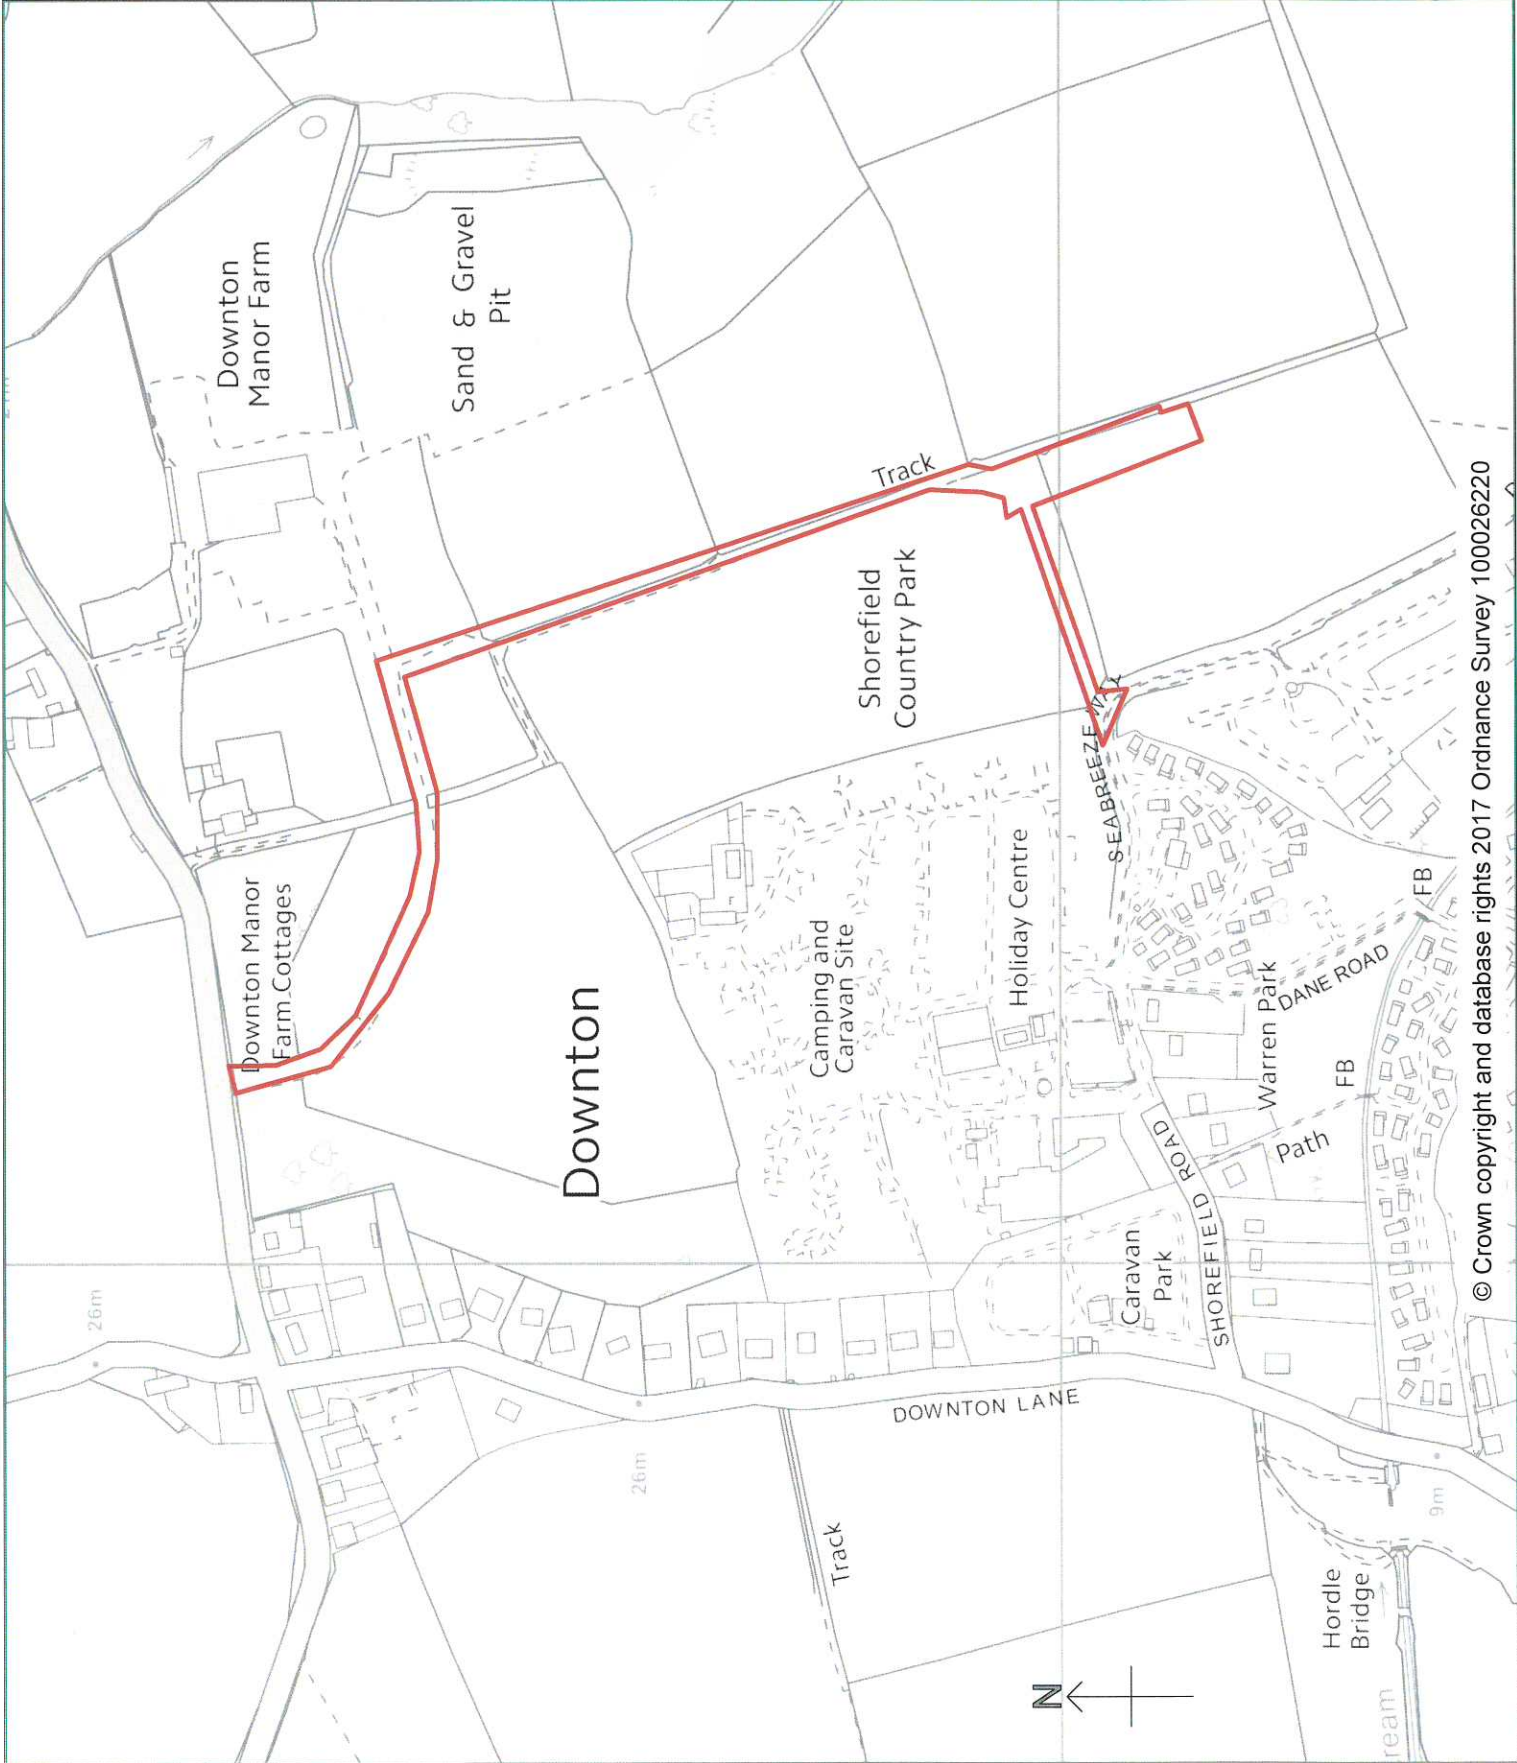 Downton
Manor Farm
Sand & Gravel
Pit
Track
Shorefield
Country Park
SEABREEZE WAY
Downton Manor
Farm Cottages
Downton
Camping and
Caravan Site
Holiday Centre
Warren Park
DANE ROAD
FB
FB
Path
SHOREFIELD ROAD
Caravan
Park
26m
26m
DOWNTON LANE
Track
9m
Hordle
Bridge
N
© Crown copyright and database rights 2017 Ordnance Survey 100026220